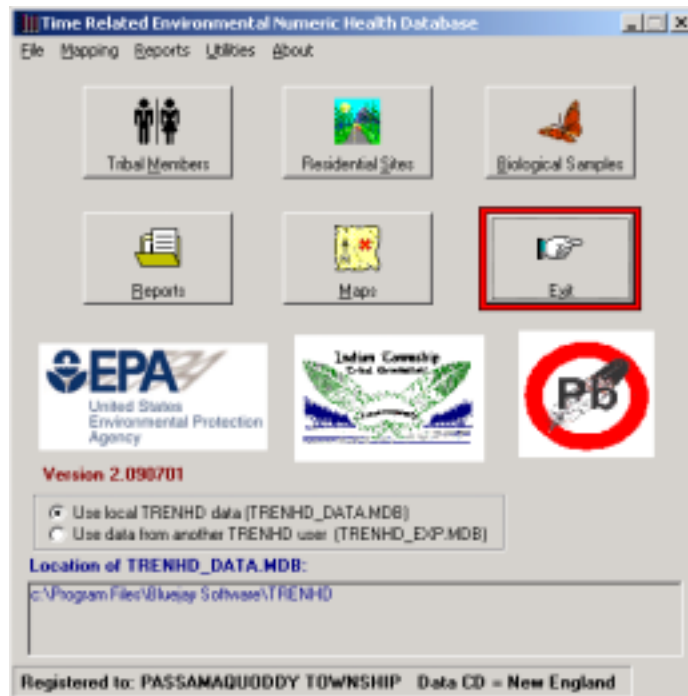 Time Related Environmental Numeric Health Database
File Mapping Reports Utilities About
Tribal Members
Residential Sites
Biological Samples
Reports
Maps
Exit
EPA
United States
Environmental Protection
Agency
Indian Township
Tribal Government
Pb
Version 2.090701
Use local TRENHD data (TRENHD_DATA.MDB)
Use data from another TRENHD user (TRENHD_EXP.MDB)
Location of TRENHD_DATA.MDB:
c:\Program Files\Bluejay Software\TRENHD
Registered to: PASSAMAQUODDY TOWNSHIP Data CD = New England